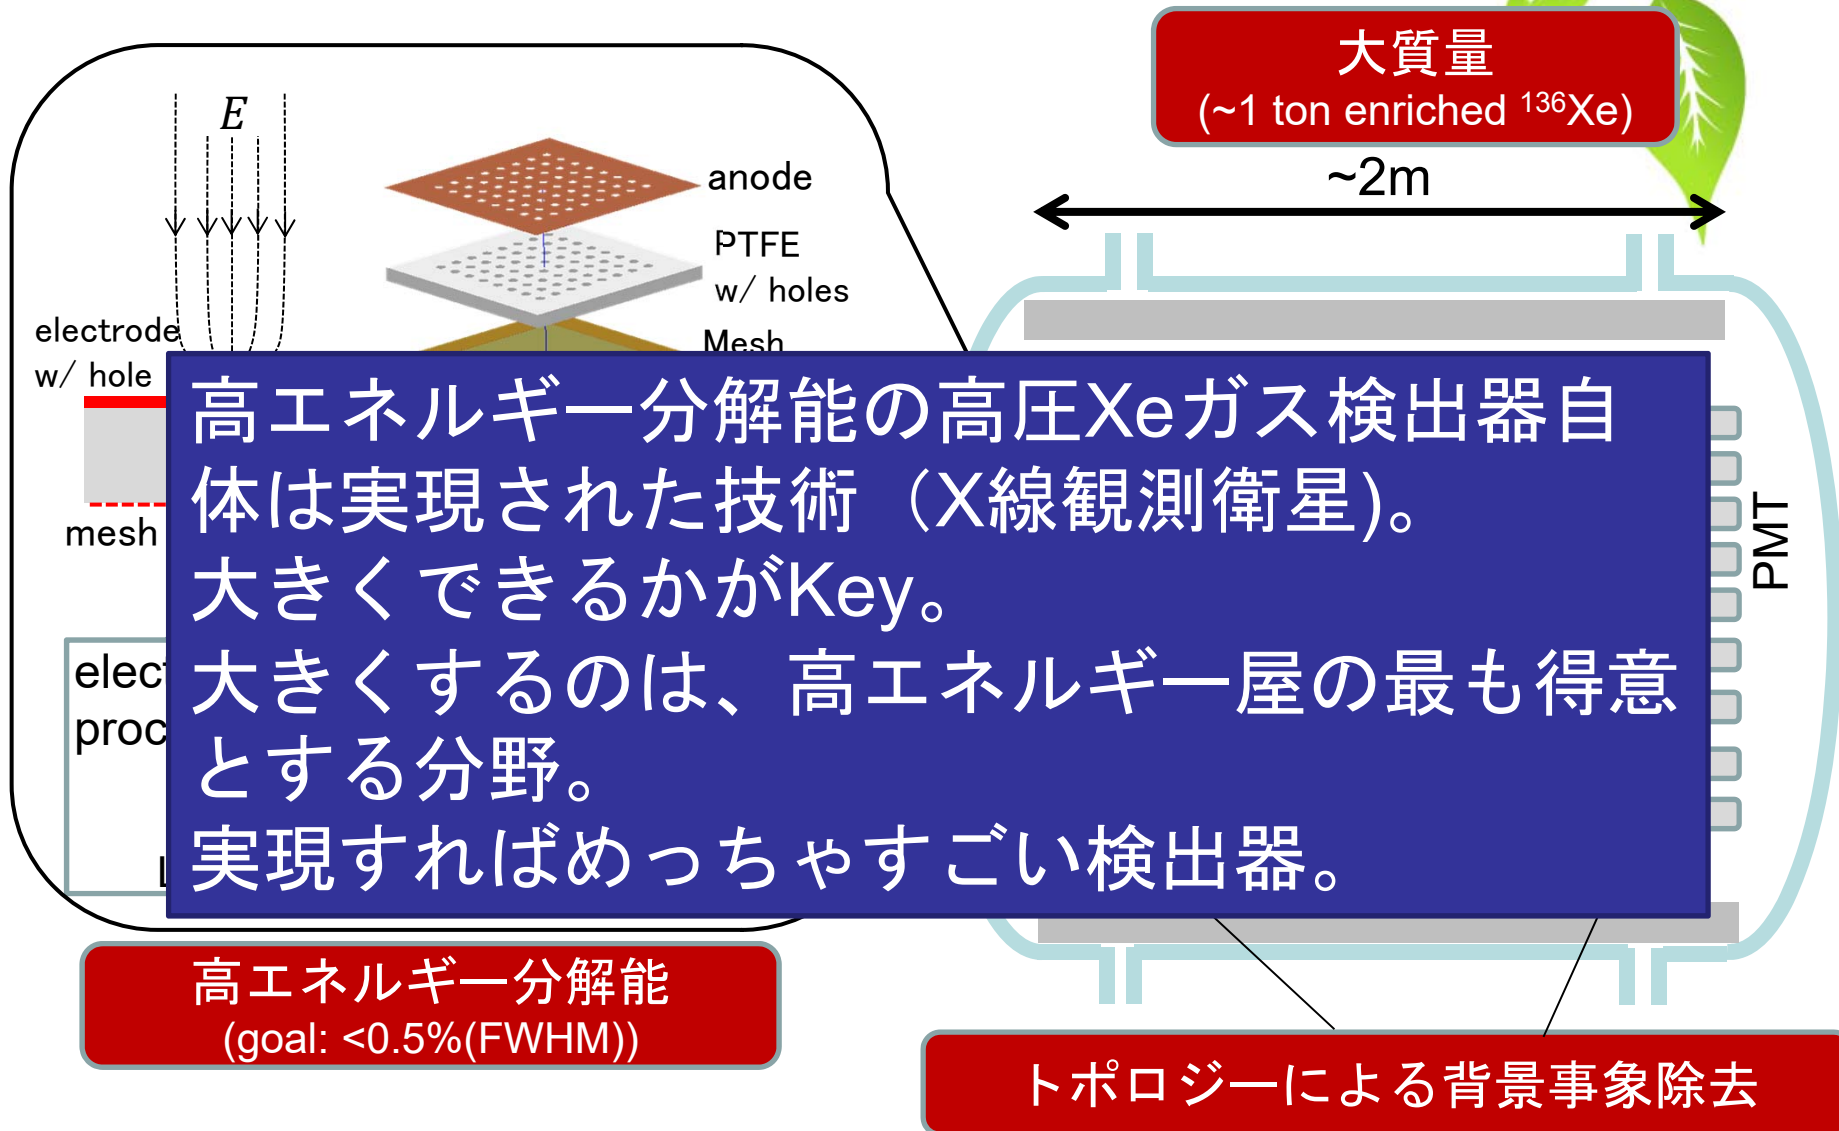 大質量
(~1 ton enriched ¹³⁶Xe)
~2m
E
anode
PTFE
w/ holes
Mesh
electrode
w/ hole
mesh
高エネルギー分解能の高圧Xeガス検出器自
体は実現された技術（X線観測衛星)。
大きくできるかがKey。
大きくするのは、高エネルギー屋の最も得意
とする分野。
実現すればめっちゃすごい検出器。
PMT
高エネルギー分解能
(goal: <0.5%(FWHM))
トポロジーによる背景事象除去